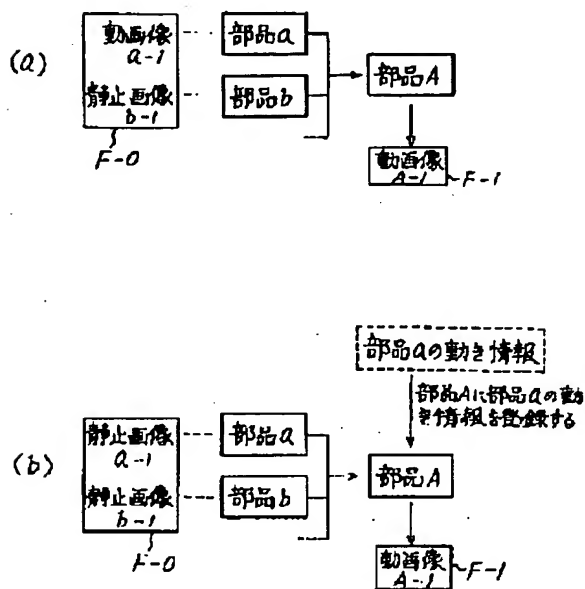 (a)
動画像
a-1
静止画像
b-1
F-0
部品a
部品b
部品A
動画像
A-1
F-1
(b)
部品aの動き情報
部品Aに部品aの動
き情報を登録する
静止画像
a-1
静止画像
b-1
F-0
部品a
部品b
部品A
動画像
A-1
F-1